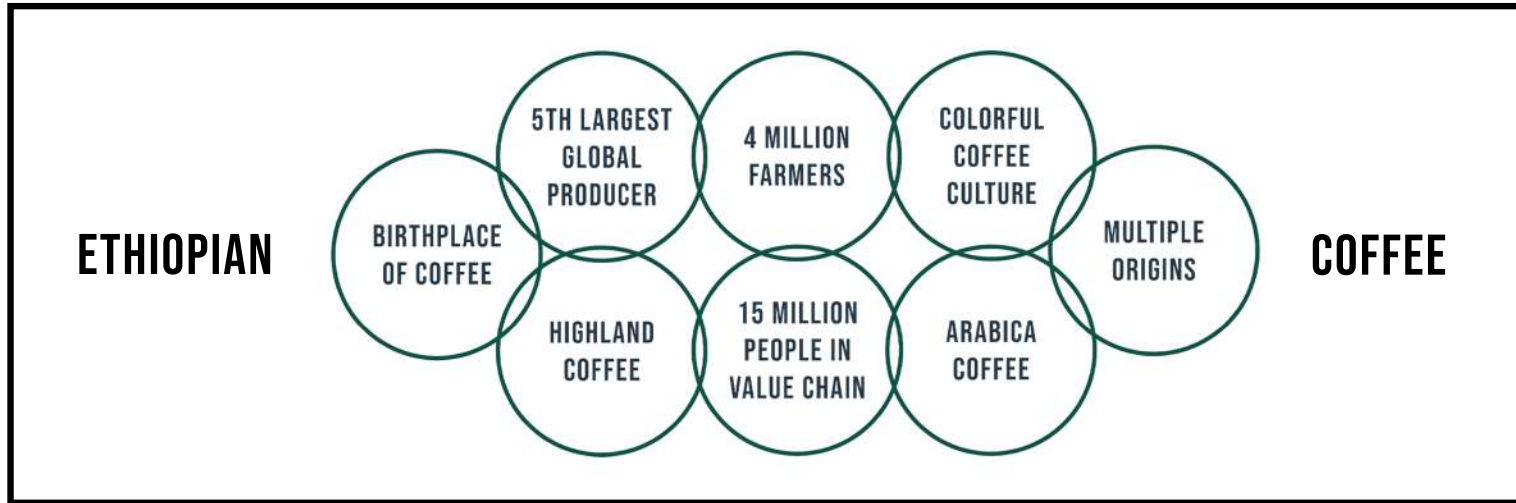 ETHIOPIAN
BIRTHPLACE
OF COFFEE
5TH LARGEST
GLOBAL
PRODUCER
4 MILLION
FARMERS
COLORFUL
COFFEE
CULTURE
HIGHLAND
COFFEE
15 MILLION
PEOPLE IN
VALUE CHAIN
ARABICA
COFFEE
MULTIPLE
ORIGINS
COFFEE